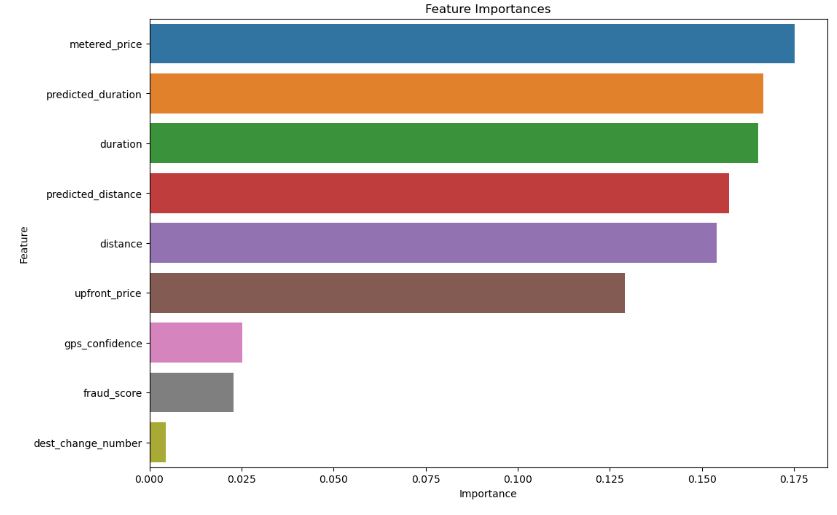 Feature Importances
metered_price
predicted_duration
duration
predicted_distance
distance
upfront_price
gps_confidence
fraud_score
dest_change_number
Feature
0.000 0.025 0.050 0.075 0.100 0.125 0.150 0.175
Importance